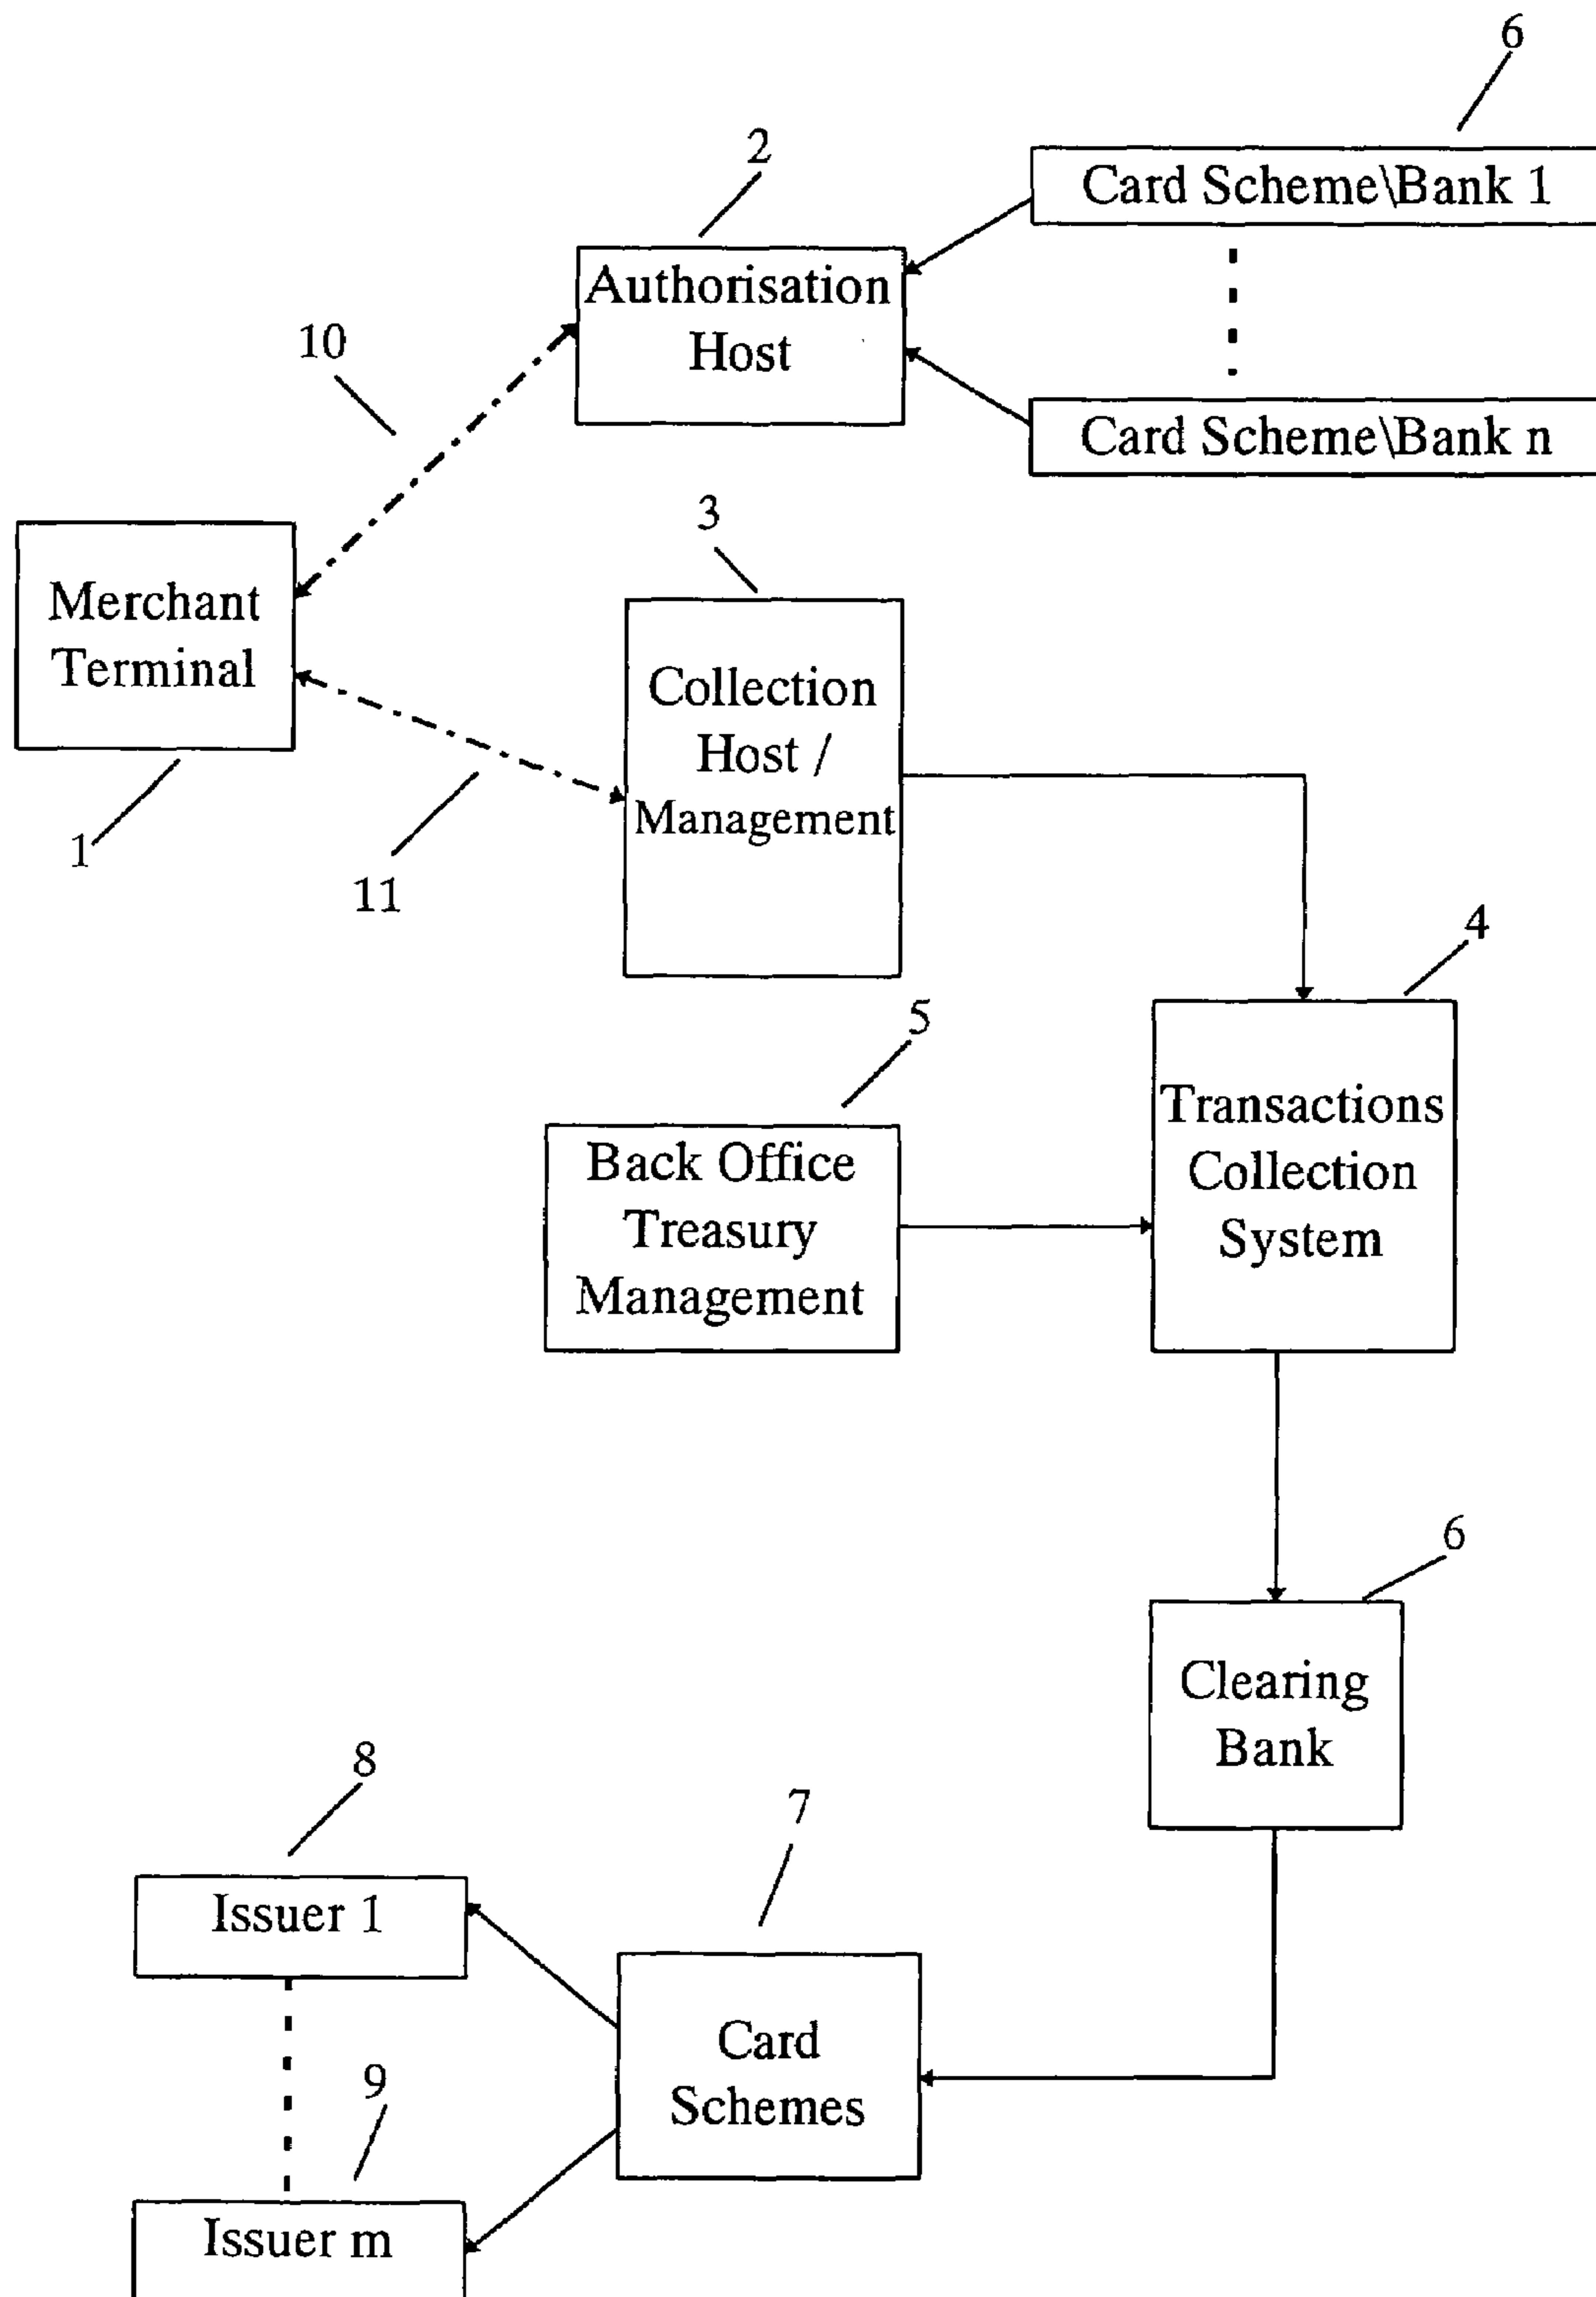 6
2
Card Scheme\Bank 1
Authorisation
Host
10
Card Scheme\Bank n
3
Merchant
Terminal
Collection
Host /
Management
1
11
4
5
Transactions
Collection
System
Back Office
Treasury
Management
6
Clearing
Bank
8
7
Issuer 1
Card
Schemes
9
Issuer m